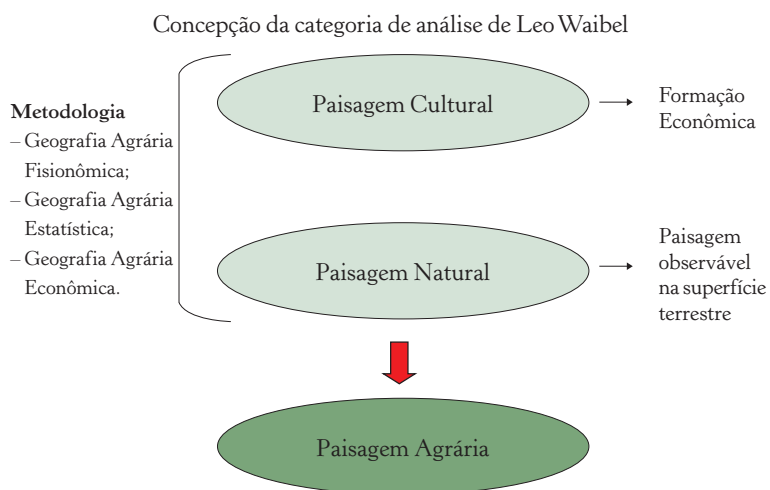 Concepção da categoria de análise de Leo Waibel
Metodologia
– Geografia Agrária
Fisionômica;
– Geografia Agrária
Estatística;
– Geografia Agrária
Econômica.
Paisagem Cultural
Formação
Econômica
Paisagem Natural
Paisagem
observável
na superfície
terrestre
Paisagem Agrária